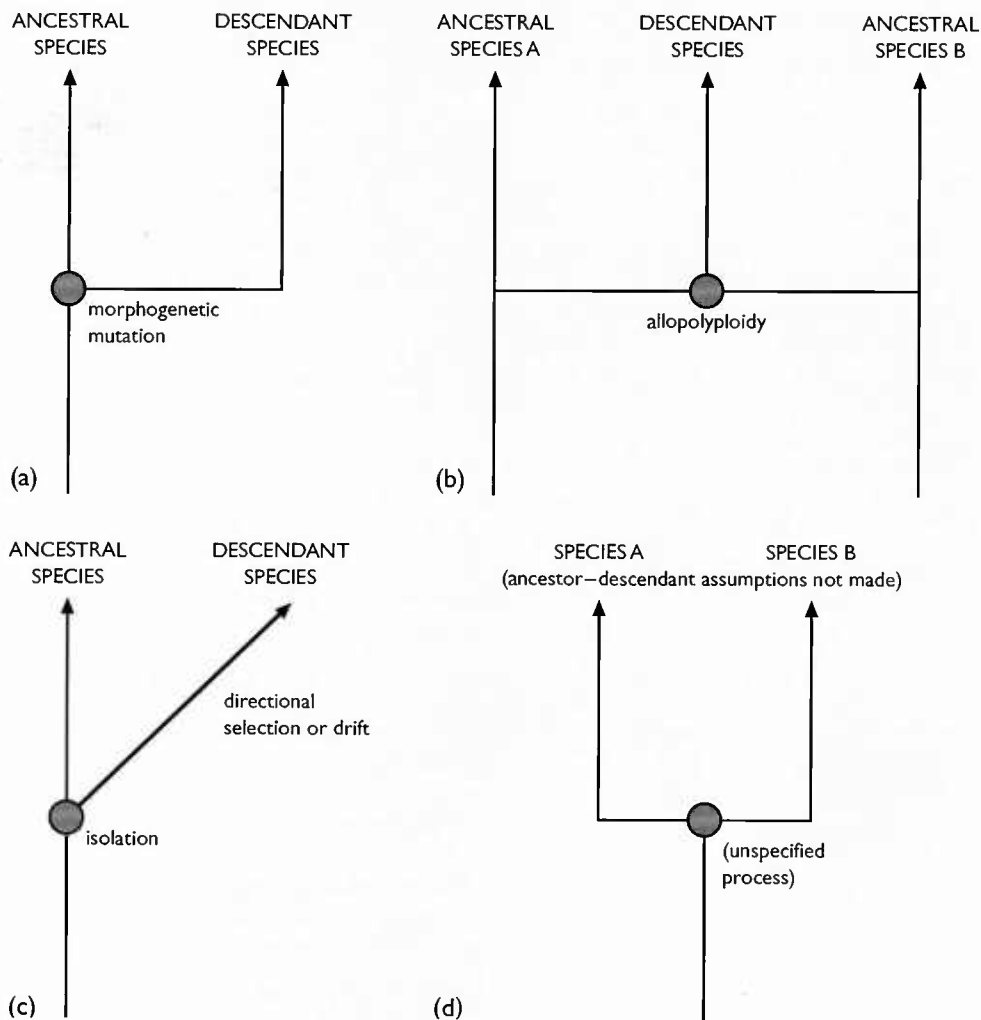 ANCESTRAL
SPECIES
DESCENDANT
SPECIES
morphogenetic
mutation
(a)
ANCESTRAL
SPECIES A
DESCENDANT
SPECIES
ANCESTRAL
SPECIES B
allopolyploidy
(b)
ANCESTRAL
SPECIES
DESCENDANT
SPECIES
directional
selection or drift
isolation
(c)
SPECIES A
SPECIES B
(ancestor–descendant assumptions not made)
(unspecified
process)
(d)